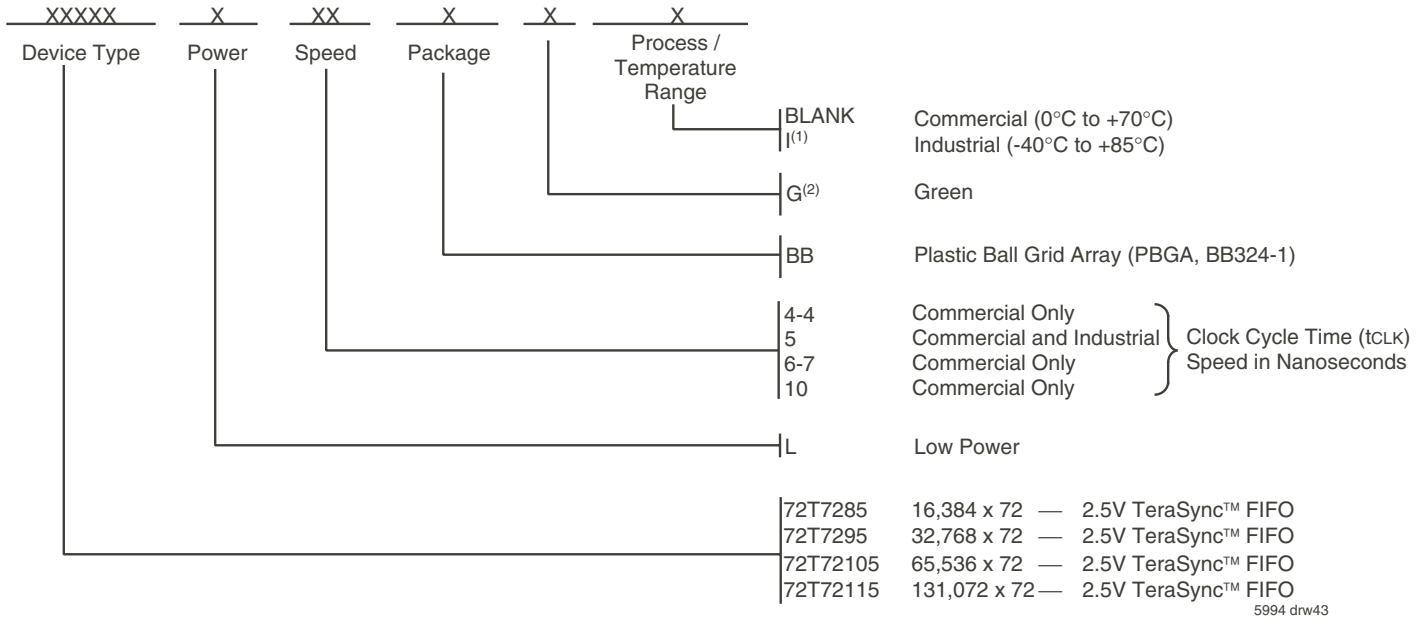 XXXXX X XX X X X
Device Type Power Speed Package Process /
Temperature
Range
BLANK Commercial (0°C to +70°C)
I(1) Industrial (-40°C to +85°C)
G(2) Green
BB Plastic Ball Grid Array (PBGA, BB324-1)
4-4 Commercial Only
5 Commercial and Industrial Clock Cycle Time (tCLK)
6-7 Commercial Only Speed in Nanoseconds
10 Commercial Only
L Low Power
72T7285 16,384 x 72 — 2.5V TeraSync™ FIFO
72T7295 32,768 x 72 — 2.5V TeraSync™ FIFO
72T72105 65,536 x 72 — 2.5V TeraSync™ FIFO
72T72115 131,072 x 72 — 2.5V TeraSync™ FIFO
5994 drw43